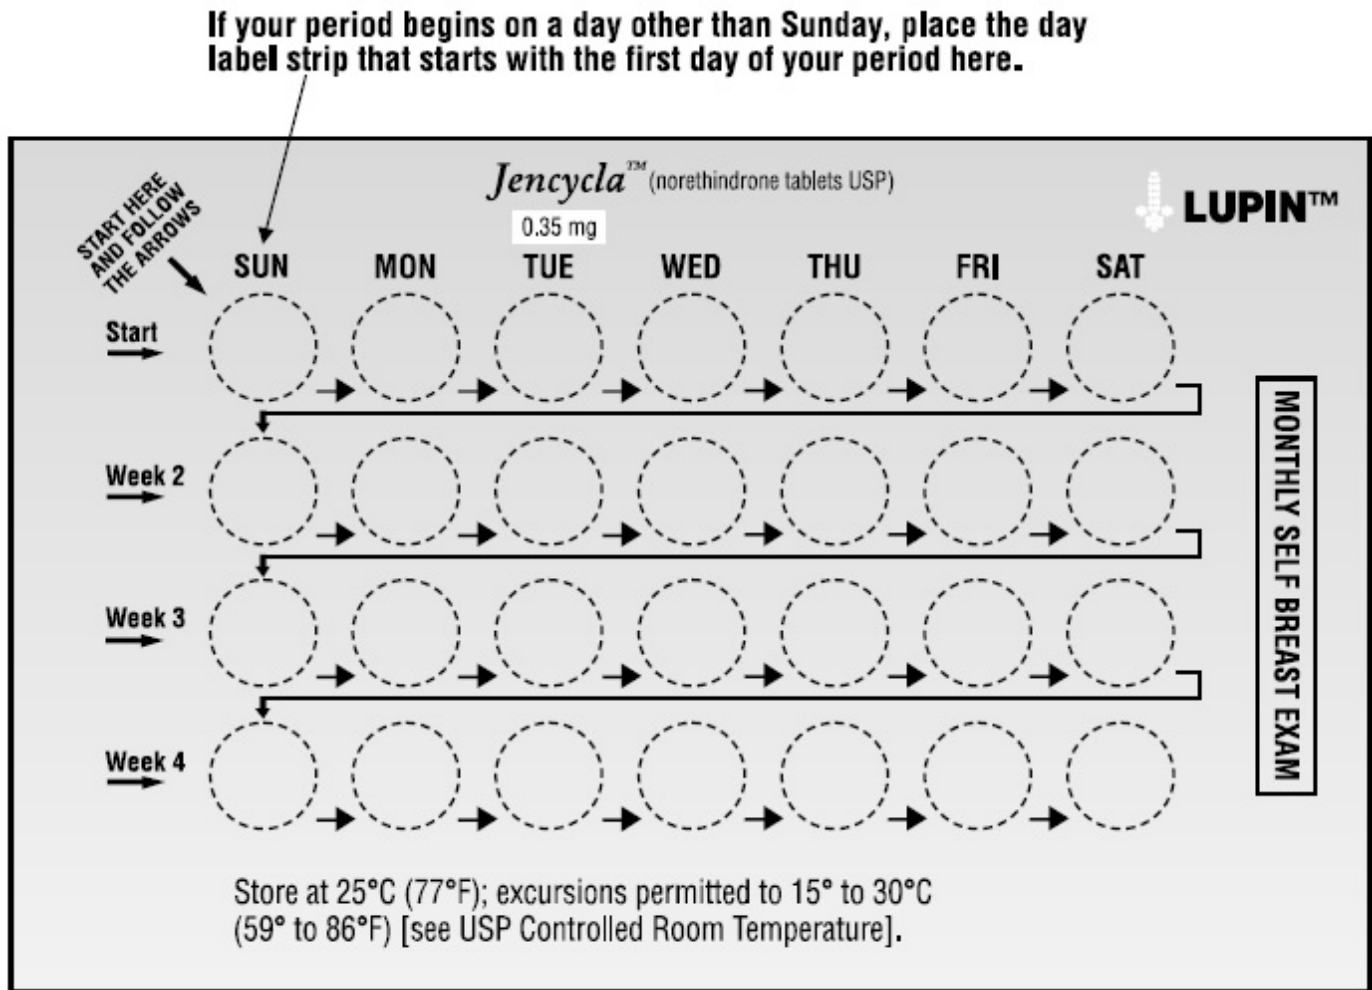 If your period begins on a day other than Sunday, place the day
label strip that starts with the first day of your period here.
Jencycla™ (norethindrone tablets USP)
0.35 mg
LUPIN™
START HERE
AND FOLLOW
THE ARROWS
SUN MON TUE WED THU FRI SAT
Start
Week 2
Week 3
Week 4
MONTHLY SELF BREAST EXAM
Store at 25°C (77°F); excursions permitted to 15° to 30°C
(59° to 86°F) [see USP Controlled Room Temperature].